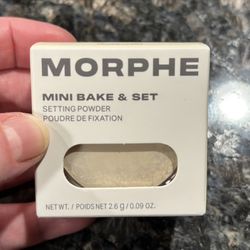 MORPHE
MINI BAKE & SET
SETTING POWDER
POUDRE DE FIXATION
NET WT. / POIDS NET 2.6 g / 0.09 OZ.